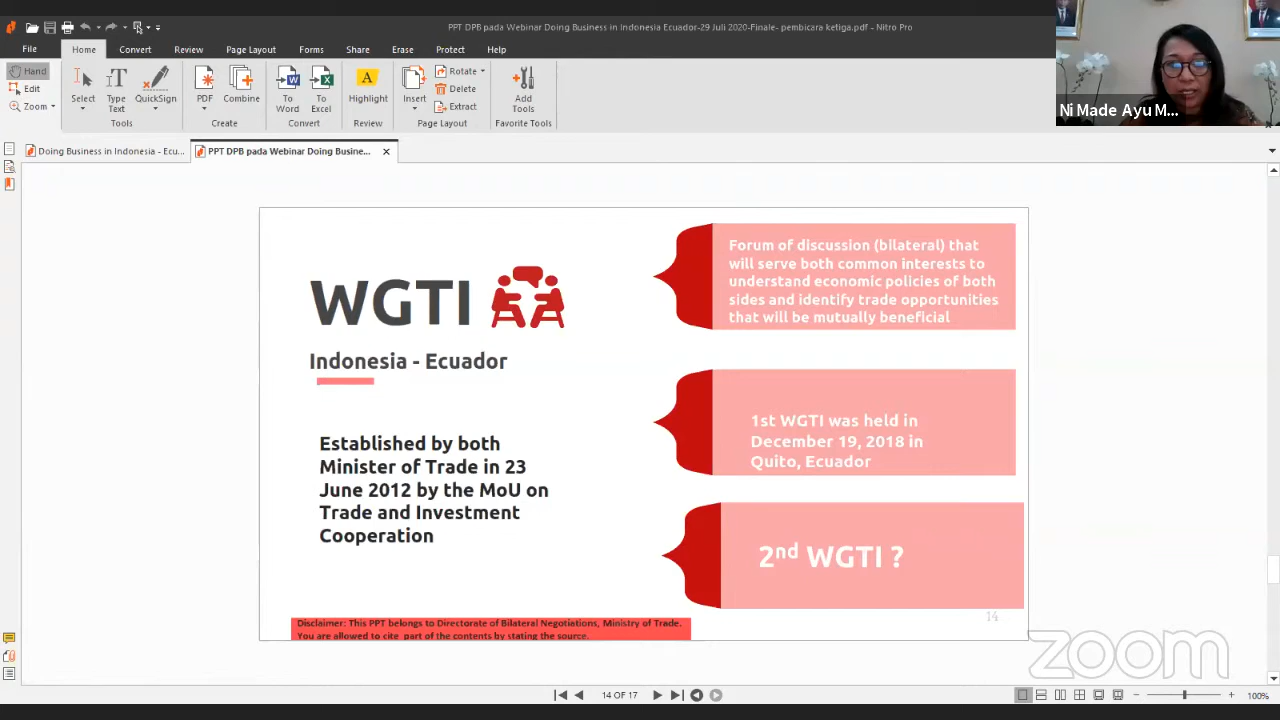 PPT DPB pada Webinar Doing Business in Indonesia Ecuador-29 Juli 2020-Finale- pembicara ketiga.pdf - Nitro Pro
File Home Convert Review Page Layout Forms Share Erase Protect Help
Hand
Edit
Zoom
Select
Type Text
QuickSign
Tools
PDF
Combine
Create
To Word
To Excel
Convert
Highlight
Review
Insert
Rotate
Delete
Extract
Page Layout
Add Tools
Favorite Tools
Ni Made Ayu M...
Doing Business in Indonesia - Ecu...
PPT DPB pada Webinar Doing Busine...
WGTI
Indonesia - Ecuador
Established by both
Minister of Trade in 23
June 2012 by the MoU on
Trade and Investment
Cooperation
Forum of discussion (bilateral) that
will serve both common interests to
understand economic policies of both
sides and identify trade opportunities
that will be mutually beneficial
1st WGTI was held in
December 19, 2018 in
Quito, Ecuador
2nd WGTI ?
14
Disclaimer: This PPT belongs to Directorate of Bilateral Negotiations, Ministry of Trade.
You are allowed to cite part of the contents by stating the source.
zoom
14 OF 17
100%